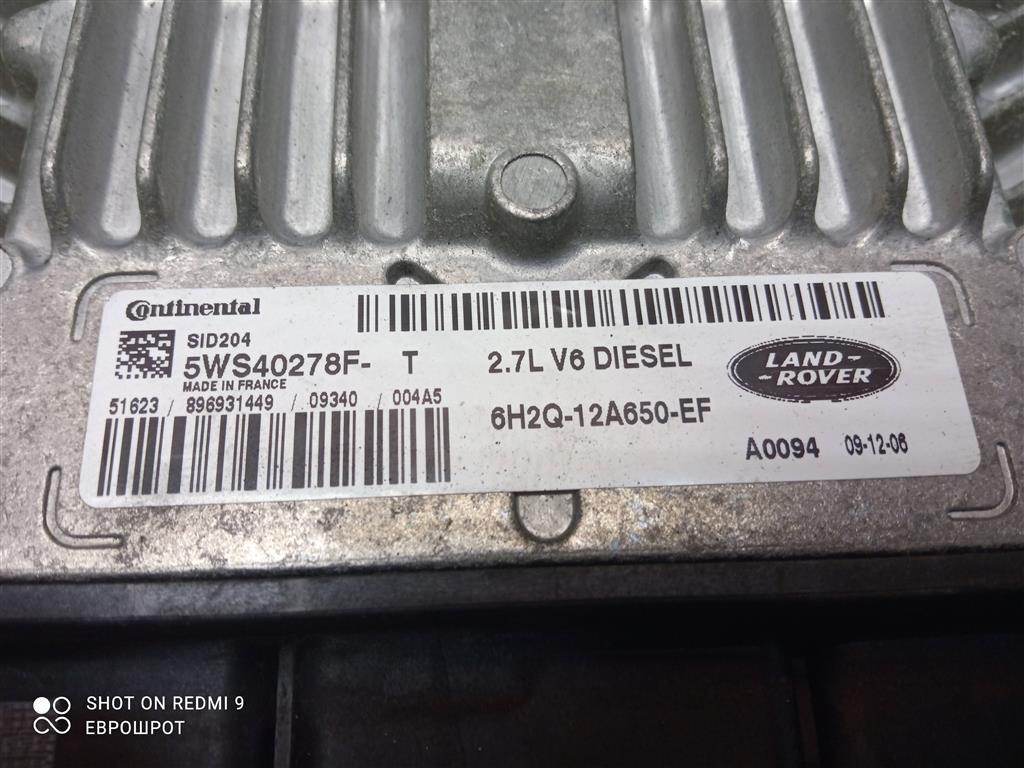 Continental
SID204
5WS40278F- T
MADE IN FRANCE
51623 / 896931449 / 09340 / 004A5
2.7L V6 DIESEL
6H2Q-12A650-EF
LAND-
-ROVER
A0094 09-12-06
SHOT ON REDMI 9
ЕВРОШРОТ